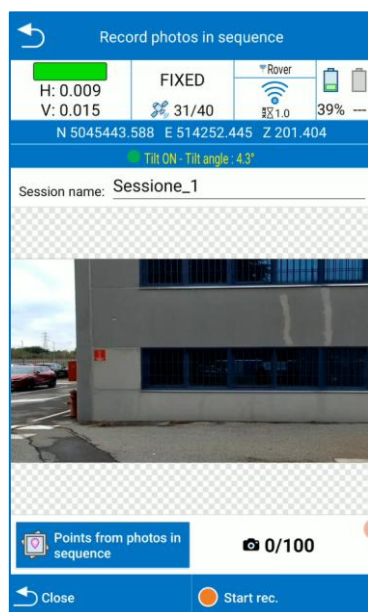 Record photos in sequence
H: 0.009
V: 0.015
FIXED
31/40
Rover
1.0
39%
---
N 5045443.588 E 514252.445 Z 201.404
Tilt ON - Tilt angle : 4.3°
Session name: Sessione_1
Points from photos in
sequence
0/100
Close
Start rec.